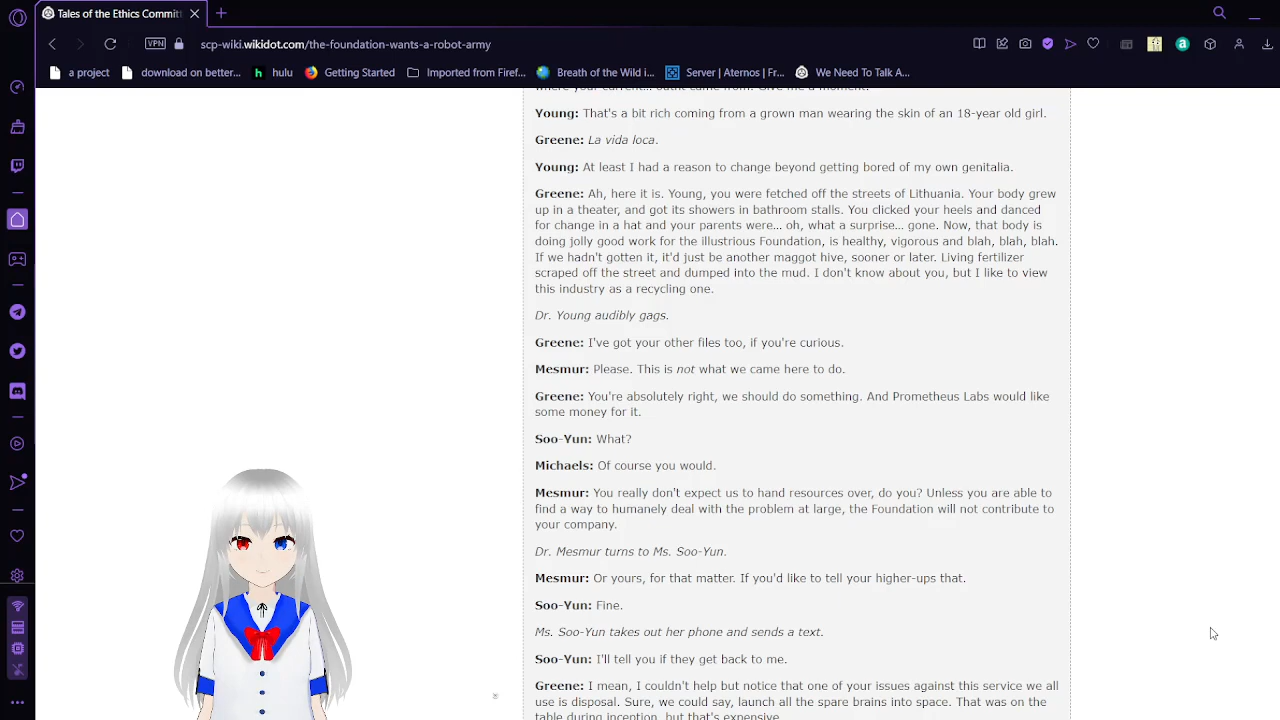 Tales of the Ethics Committ
scp-wiki.wikidot.com/the-foundation-wants-a-robot-army
VPN
a project
download on better...
hulu
Getting Started
Imported from Firef...
Breath of the Wild i...
Server | Aternos | Fr...
We Need To Talk A...
where your current... outfit came from. Give me a moment.
Young: That's a bit rich coming from a grown man wearing the skin of an 18-year old girl.
Greene: La vida loca.
Young: At least I had a reason to change beyond getting bored of my own genitalia.
Greene: Ah, here it is. Young, you were fetched off the streets of Lithuania. Your body grew
up in a theater, and got its showers in bathroom stalls. You clicked your heels and danced
for change in a hat and your parents were... oh, what a surprise... gone. Now, that body is
doing jolly good work for the illustrious Foundation, is healthy, vigorous and blah, blah, blah.
If we hadn't gotten it, it'd just be another maggot hive, sooner or later. Living fertilizer
scraped off the street and dumped into the mud. I don't know about you, but I like to view
this industry as a recycling one.
Dr. Young audibly gags.
Greene: I've got your other files too, if you're curious.
Mesmur: Please. This is not what we came here to do.
Greene: You're absolutely right, we should do something. And Prometheus Labs would like
some money for it.
Soo-Yun: What?
Michaels: Of course you would.
Mesmur: You really don't expect us to hand resources over, do you? Unless you are able to
find a way to humanely deal with the problem at large, the Foundation will not contribute to
your company.
Dr. Mesmur turns to Ms. Soo-Yun.
Mesmur: Or yours, for that matter. If you'd like to tell your higher-ups that.
Soo-Yun: Fine.
Ms. Soo-Yun takes out her phone and sends a text.
Soo-Yun: I'll tell you if they get back to me.
Greene: I mean, I couldn't help but notice that one of your issues against this service we all
use is disposal. Sure, we could say, launch all the spare brains into space. That was on the
table during inception, but that's expensive.